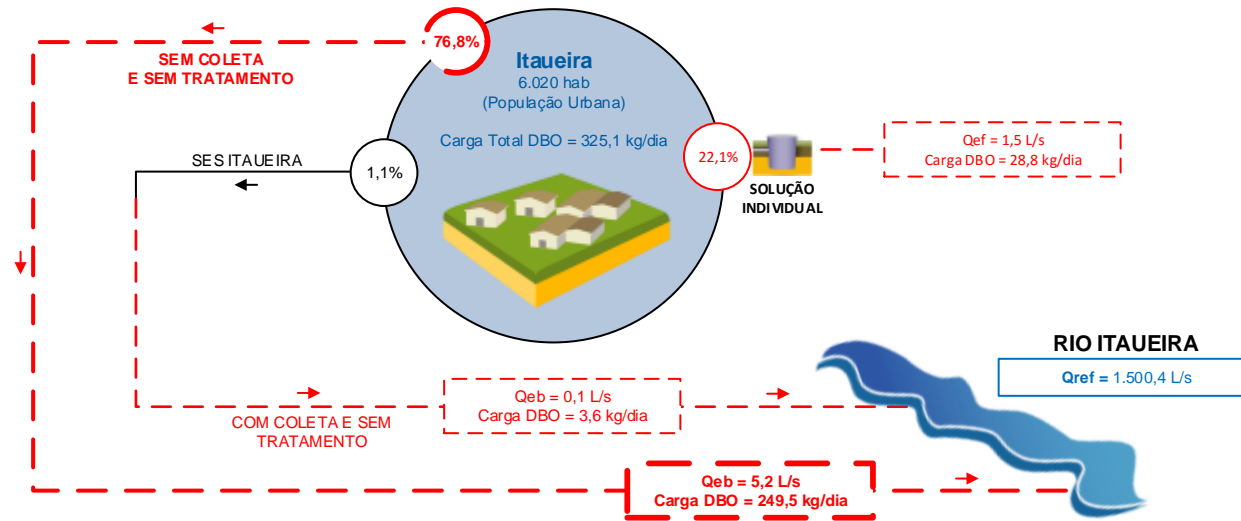 76,8%
SEM COLETA
E SEM TRATAMENTO
Itaueira
6.020 hab
(População Urbana)
Carga Total DBO = 325,1 kg/dia
SES ITAUEIRA
1,1%
22,1%
SOLUÇÃO
INDIVIDUAL
Qef = 1,5 L/s
Carga DBO = 28,8 kg/dia
RIO ITAUEIRA
Qref = 1.500,4 L/s
Qeb = 0,1 L/s
Carga DBO = 3,6 kg/dia
COM COLETA E SEM
TRATAMENTO
Qeb = 5,2 L/s
Carga DBO = 249,5 kg/dia